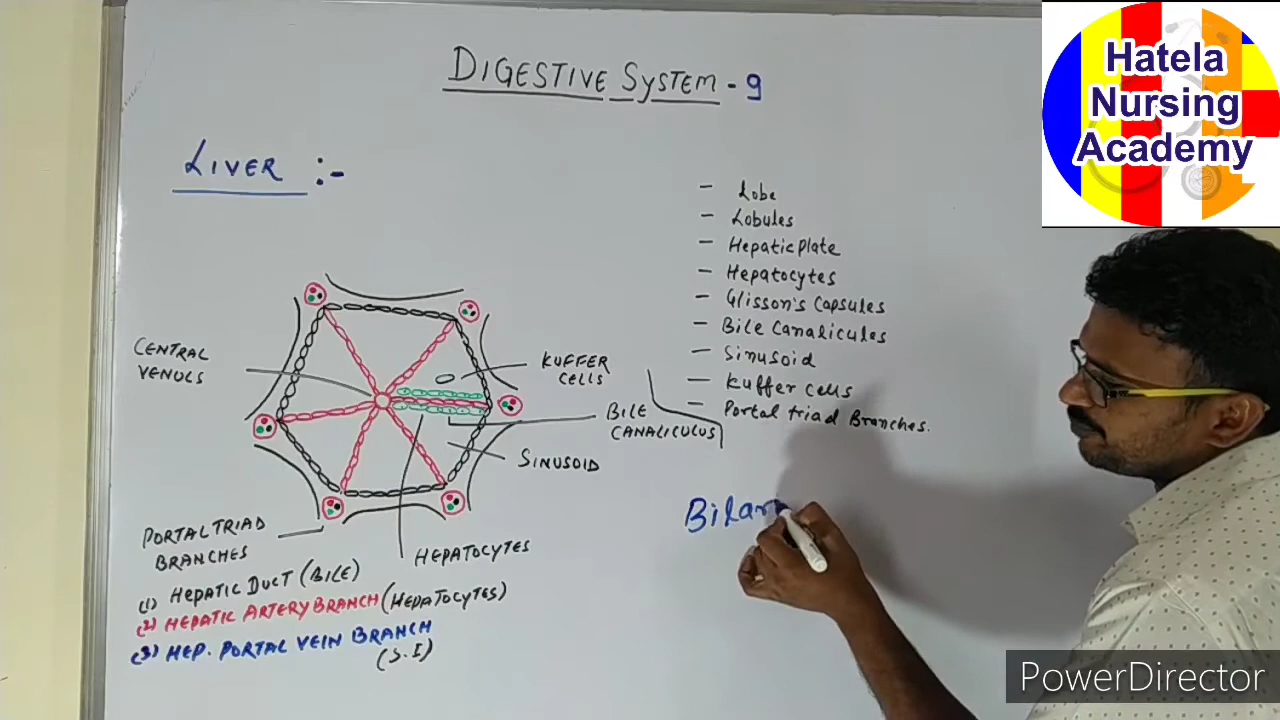 DIGESTIVE SYSTEM - 9
LIVER :-
Hatela
Nursing
Academy
- Lobe
- Lobules
- Hepatic plate
- Hepatocytes
- Glisson's Capsules
- Bile Canalicules
- Sinusoid
- Kuffer cells
- Portal triad Branches.
CENTRAL
VENULS
KUFFER
CELLS
BILE
CANALICULUS
SINUSOID
HEPATOCYTES
PORTAL TRIAD
BRANCHES
(1) HEPATIC DUCT (BILE)
(2) HEPATIC ARTERY BRANCH (HEPATOCYTES)
(3) HEP. PORTAL VEIN BRANCH
(S.I)
Bilar
PowerDirector